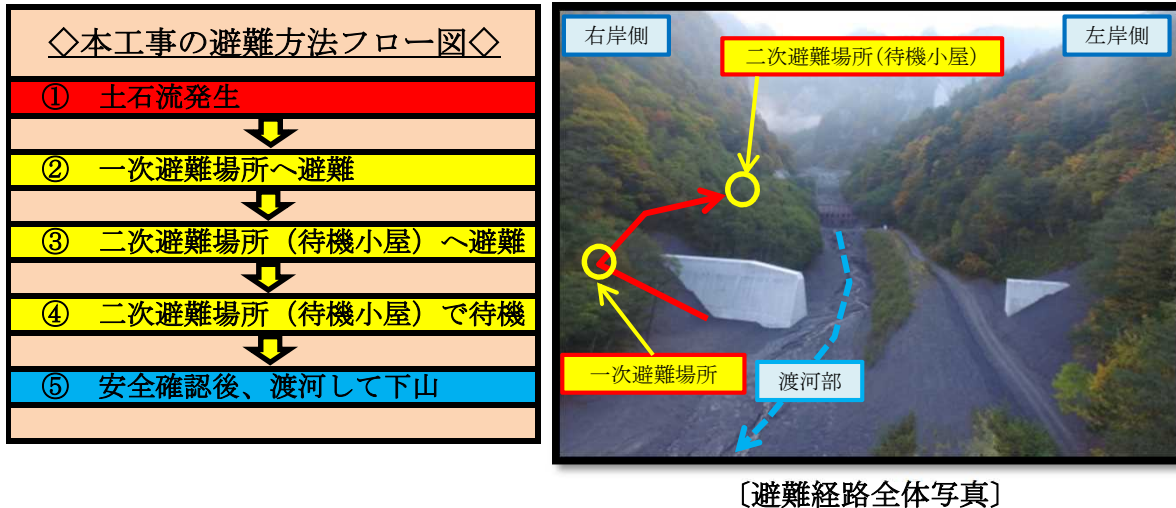 ◇本工事の避難方法フロー図◇
① 土石流発生
② 一次避難場所へ避難
③ 二次避難場所（待機小屋）へ避難
④ 二次避難場所（待機小屋）で待機
⑤ 安全確認後、渡河して下山
右岸側
左岸側
二次避難場所(待機小屋)
一次避難場所
渡河部
〔避難経路全体写真〕